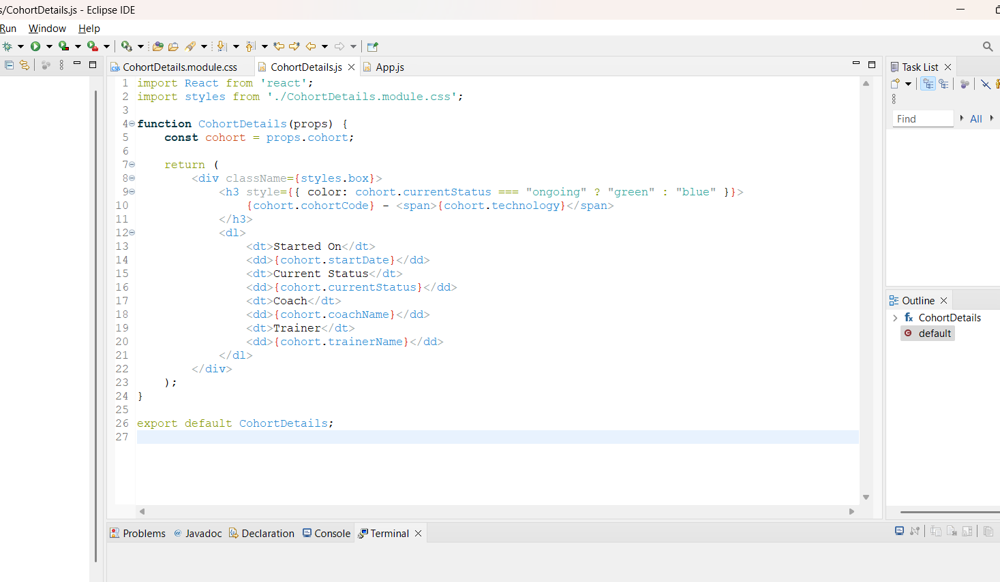 s/CohortDetails.js - Eclipse IDE
Run Window Help
CohortDetails.module.css CohortDetails.js App.js
1 import React from 'react';
2 import styles from './CohortDetails.module.css';
3
4 function CohortDetails(props) {
5     const cohort = props.cohort;
6
7     return (
8         <div className={styles.box}>
9             <h3 style={{ color: cohort.currentStatus === "ongoing" ? "green" : "blue" }}>
10                 {cohort.cohortCode} - <span>{cohort.technology}</span>
11             </h3>
12             <dl>
13                 <dt>Started On</dt>
14                 <dd>{cohort.startDate}</dd>
15                 <dt>Current Status</dt>
16                 <dd>{cohort.currentStatus}</dd>
17                 <dt>Coach</dt>
18                 <dd>{cohort.coachName}</dd>
19                 <dt>Trainer</dt>
20                 <dd>{cohort.trainerName}</dd>
21             </dl>
22         </div>
23     );
24 }
25
26 export default CohortDetails;
27
Task List
Find All
Outline
CohortDetails
default
Problems @ Javadoc Declaration Console Terminal